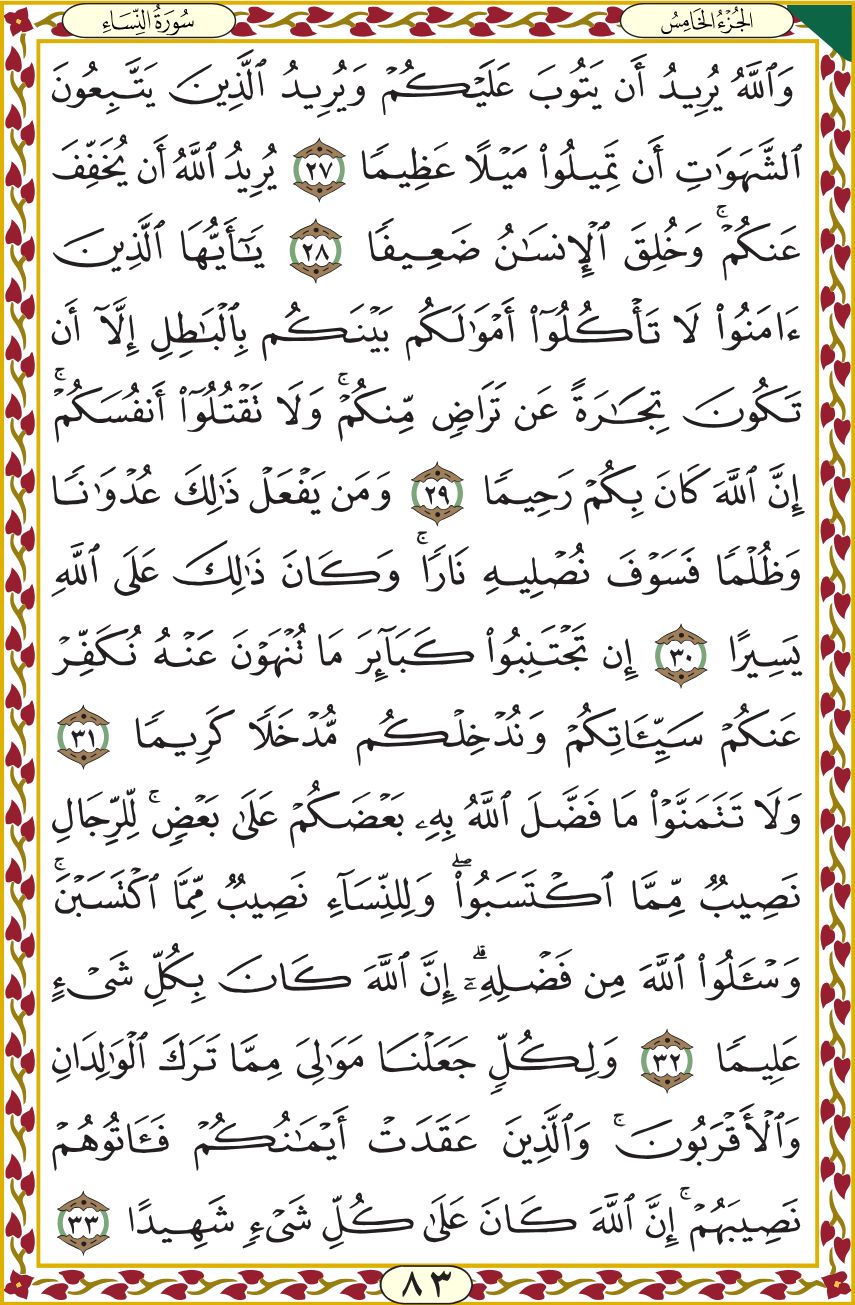 الجُزْءُ الخَامِسُ
سُورَةُ النِّسَاءِ
وَٱللَّهُ يُرِيدُ أَن يَتُوبَ عَلَيْكُمْ وَيُرِيدُ ٱلَّذِينَ يَتَّبِعُونَ
ٱلشَّهَوَٰتِ أَن تَمِيلُوا۟ مَيْلًا عَظِيمًا ٢٧ يُرِيدُ ٱللَّهُ أَن يُخَفِّفَ
عَنكُمْ ۚ وَخُلِقَ ٱلْإِنسَٰنُ ضَعِيفًا ٢٨ يَٰٓأَيُّهَا ٱلَّذِينَ
ءَامَنُوا۟ لَا تَأْكُلُوٓا۟ أَمْوَٰلَكُم بَيْنَكُم بِٱلْبَٰطِلِ إِلَّآ أَن
تَكُونَ تِجَٰرَةً عَن تَرَاضٍ مِّنكُمْ ۚ وَلَا تَقْتُلُوٓا۟ أَنفُسَكُمْ ۚ
إِنَّ ٱللَّهَ كَانَ بِكُمْ رَحِيمًا ٢٩ وَمَن يَفْعَلْ ذَٰلِكَ عُدْوَٰنًا
وَظُلْمًا فَسَوْفَ نُصْلِيهِ نَارًا ۚ وَكَانَ ذَٰلِكَ عَلَى ٱللَّهِ
يَسِيرًا ٣٠ إِن تَجْتَنِبُوا۟ كَبَآئِرَ مَا تُنْهَوْنَ عَنْهُ نُكَفِّرْ
عَنكُمْ سَيِّـَٔاتِكُمْ وَنُدْخِلْكُم مُّدْخَلًا كَرِيمًا ٣١
وَلَا تَتَمَنَّوْا۟ مَا فَضَّلَ ٱللَّهُ بِهِۦ بَعْضَكُمْ عَلَىٰ بَعْضٍ ۚ لِّلرِّجَالِ
نَصِيبٌ مِّمَّا ٱكْتَسَبُوا۟ ۖ وَلِلنِّسَآءِ نَصِيبٌ مِّمَّا ٱكْتَسَبْنَ ۚ
وَسْـَٔلُوا۟ ٱللَّهَ مِن فَضْلِهِۦٓ ۗ إِنَّ ٱللَّهَ كَانَ بِكُلِّ شَىْءٍ
عَلِيمًا ٣٢ وَلِكُلٍّ جَعَلْنَا مَوَٰلِىَ مِمَّا تَرَكَ ٱلْوَٰلِدَانِ
وَٱلْأَقْرَبُونَ ۚ وَٱلَّذِينَ عَقَدَتْ أَيْمَٰنُكُمْ فَـَٔاتُوهُمْ
نَصِيبَهُمْ ۚ إِنَّ ٱللَّهَ كَانَ عَلَىٰ كُلِّ شَىْءٍ شَهِيدًا ٣٣
٨٣